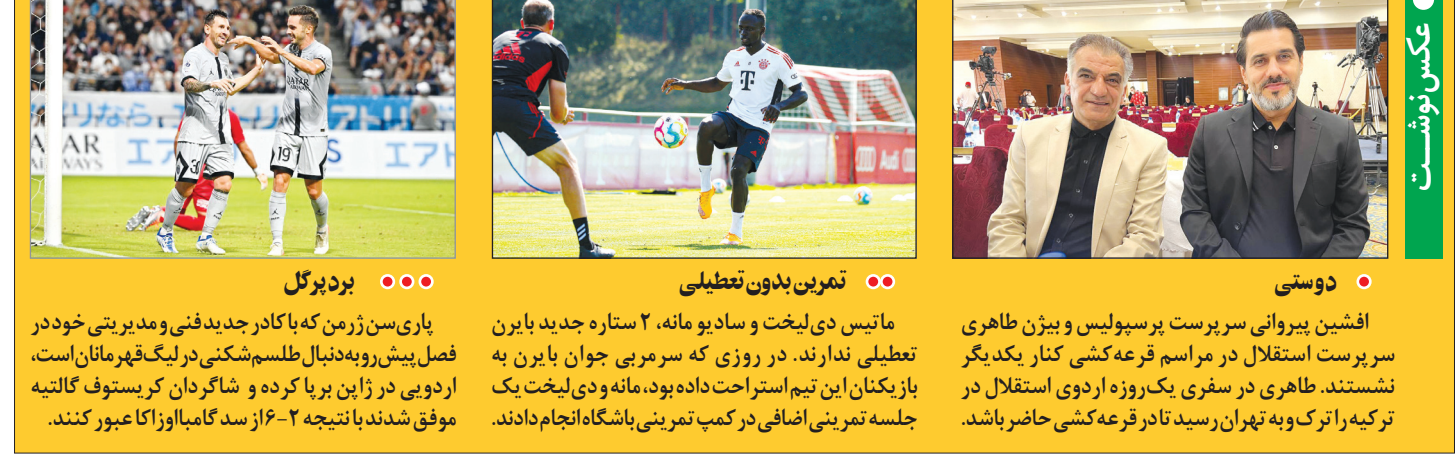 عکس‌نوشــت
دوستی
افشین پیروانی سرپرست پرسپولیس و بیژن طاهری
سرپرست استقلال در مراسم قرعه‌کشی کنار یکدیگر
نشستند. طاهری در سفری یک‌روزه اردوی استقلال در
ترکیه را ترک و به تهران رسید تا در قرعه‌کشی حاضر باشد.
تمرین بدون تعطیلی
ماتیس دی‌لیخت و سادیو مانه، ۲ ستاره جدید بایرن
تعطیلی ندارند. در روزی که سرمربی جوان بایرن به
بازیکنان این تیم استراحت داده بود، مانه و دی‌لیخت یک
جلسه تمرینی اضافی در کمپ تمرینی باشگاه انجام دادند.
برد پرگل
پاری‌سن‌ژرمن که با کادر جدید فنی و مدیریتی خود در
فصل پیش‌رو به‌دنبال طلسم‌شکنی در لیگ قهرمانان است،
اردویی در ژاپن برپا کرده و شاگردان کریستوف گالتیه
موفق شدند با نتیجه ۲-۶ از سد گامبا اوزاکا عبور کنند.
T
Audi
QATAR
19
エア